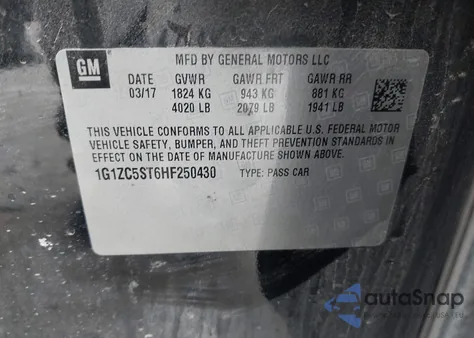 GM
MFD BY GENERAL MOTORS LLC
DATE GVWR GAWR FRT GAWR RR
03/17 1824 KG 943 KG 881 KG
4020 LB 2079 LB 1941 LB
THIS VEHICLE CONFORMS TO ALL APPLICABLE U.S. FEDERAL MOTOR
VEHICLE SAFETY, BUMPER, AND THEFT PREVENTION STANDARDS
IN EFFECT ON THE DATE OF MANUFACTURE SHOWN ABOVE.
1G1ZC5ST6HF250430 TYPE: PASS CAR
autoSnap